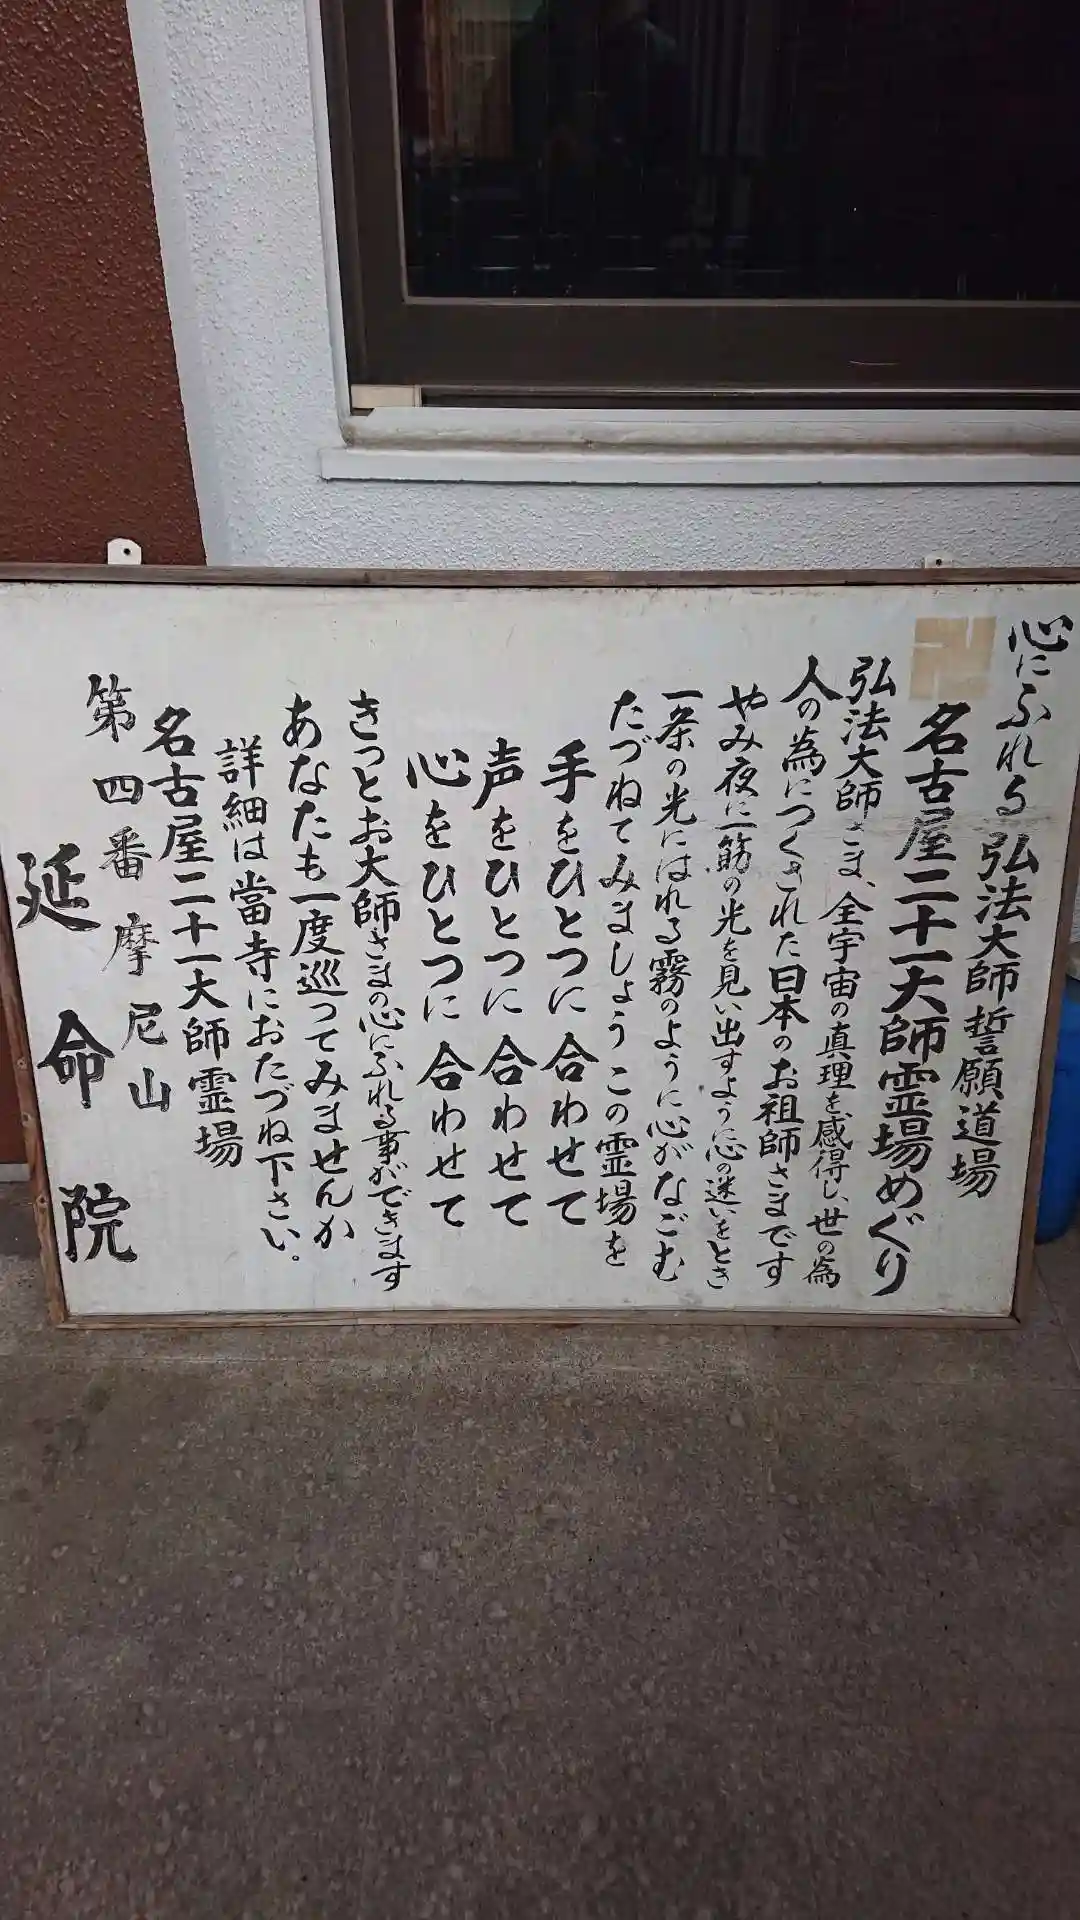 心にふれる 弘法大師誓願道場
卍 名古屋二十一大師霊場めぐり
弘法大師さま、全宇宙の真理を感得し、世の為
人の為につくされた日本のお祖師さまです
やみ夜に一筋の光を見い出すように心の迷いをとき
一条の光にはれる霧のように心がなごむ
たづねてみましょうこの霊場を
手をひとつに合わせて
声をひとつに合わせて
心をひとつに合わせて
きっとお大師さまの心にふれる事ができます
あなたも一度巡ってみませんか
詳細は當寺におたづね下さい。
名古屋二十一大師霊場
第四番 摩尼山
延命院